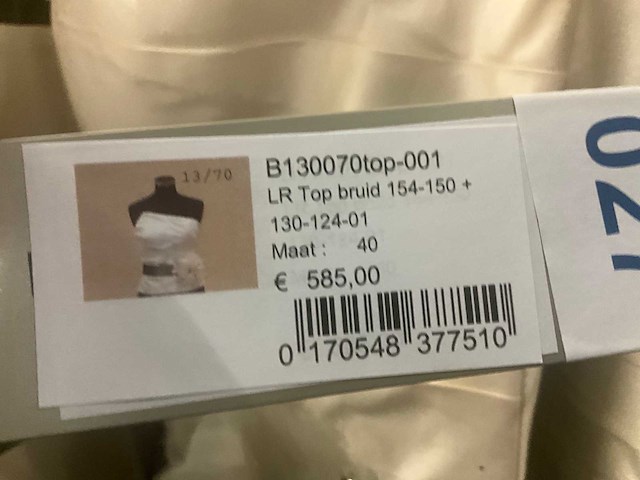 13/70
B130070top-001
LR Top bruid 154-150 +
130-124-01
Maat : 40
€ 585,00
0 170548 377510